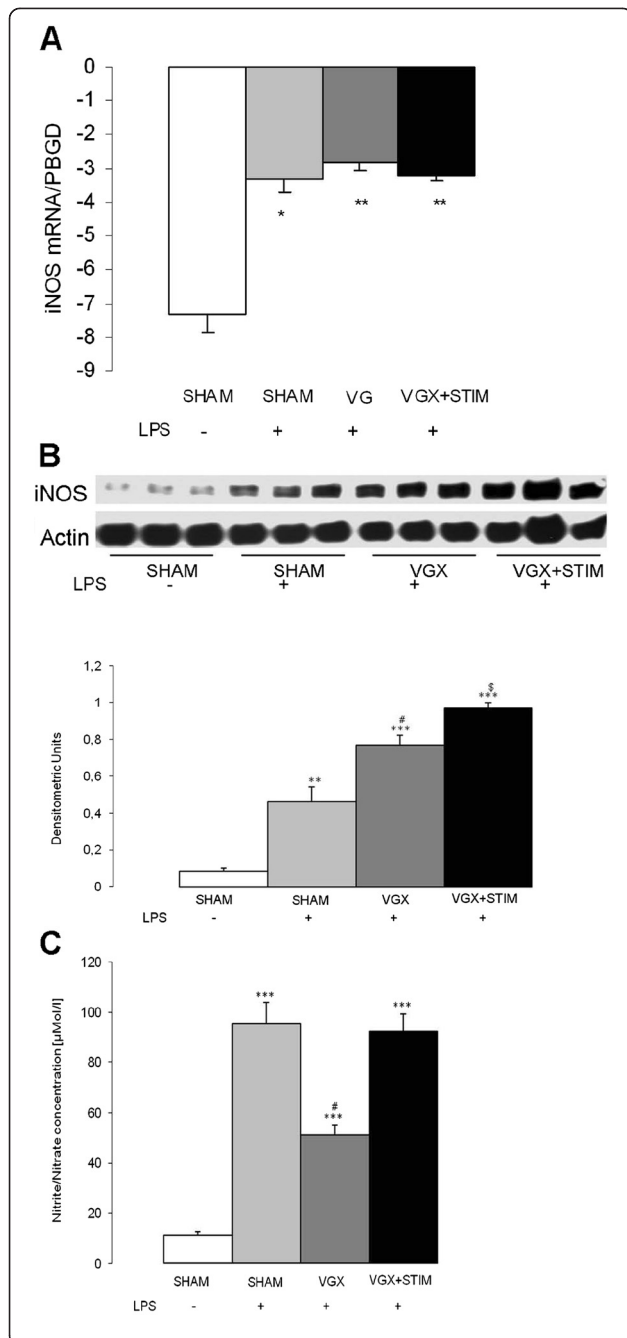 A
0
-1
-2
-3
-4
-5
-6
-7
-8
-9
iNOS mRNA/PBGD
* ** **
SHAM SHAM VG VGX+STIM
LPS - + + +
B
iNOS
Actin
SHAM SHAM VGX VGX+STIM
LPS - + + +
1,2
1
0,8
0,6
0,4
0,2
0
Densitometric Units
**
#
***
$
***
SHAM SHAM VGX VGX+STIM
LPS - + + +
C
120
100
80
60
40
20
0
Nitrite/Nitrate concentration [µMol/l]
***
#
***
***
SHAM SHAM VGX VGX+STIM
LPS - + + +